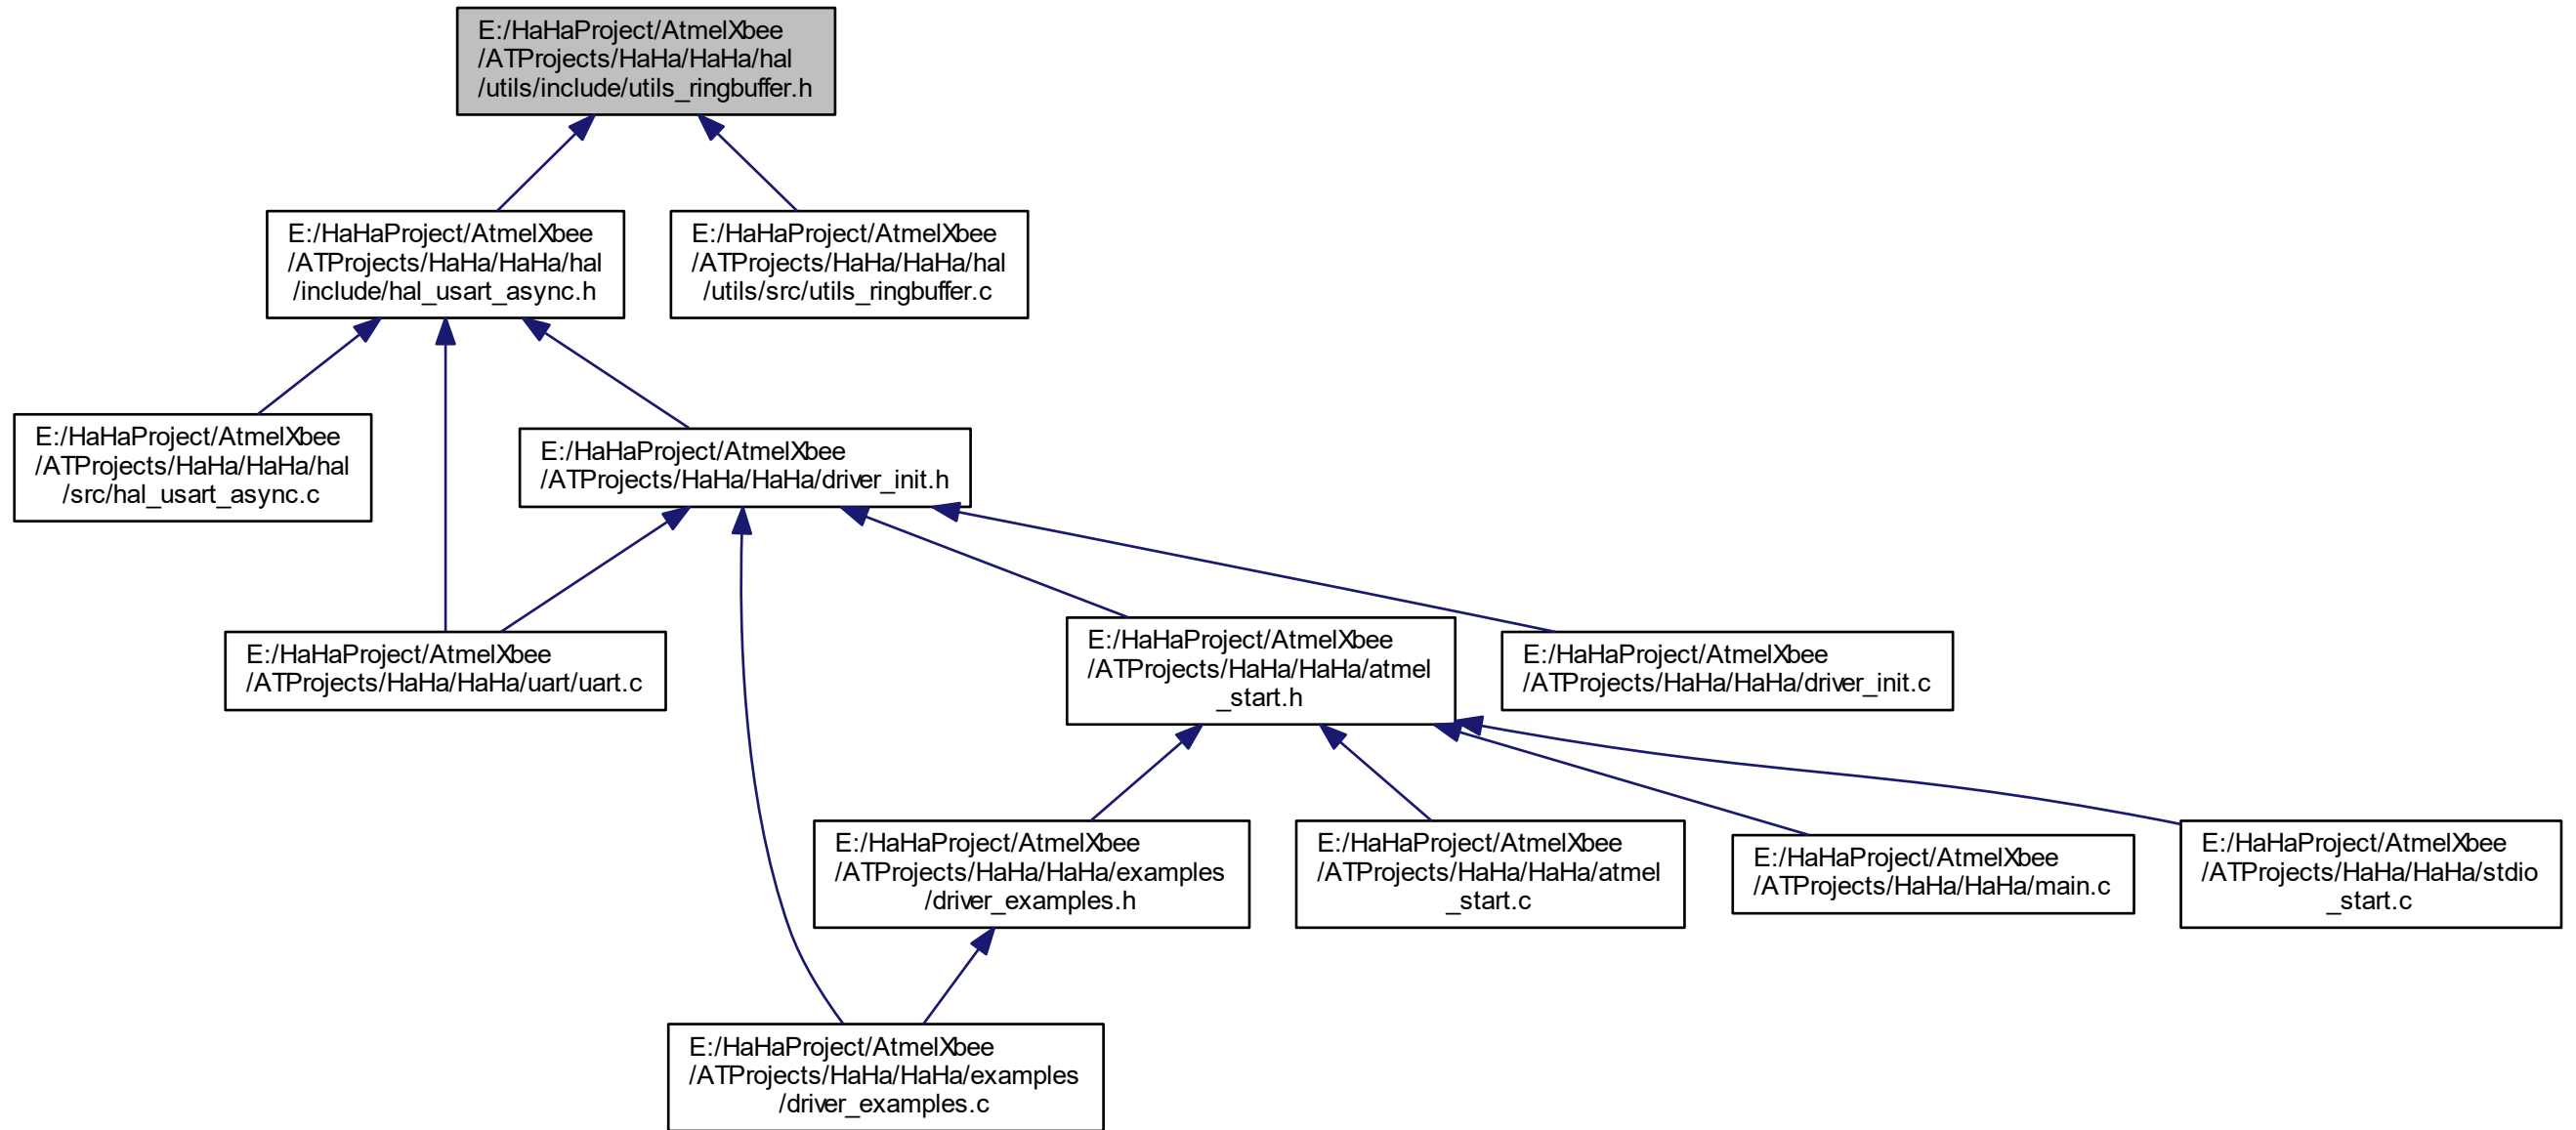 E:/HaHaProject/AtmelXbee
/ATProjects/HaHa/HaHa/hal
/utils/include/utils_ringbuffer.h
E:/HaHaProject/AtmelXbee
/ATProjects/HaHa/HaHa/hal
/include/hal_usart_async.h
E:/HaHaProject/AtmelXbee
/ATProjects/HaHa/HaHa/hal
/utils/src/utils_ringbuffer.c
E:/HaHaProject/AtmelXbee
/ATProjects/HaHa/HaHa/hal
/src/hal_usart_async.c
E:/HaHaProject/AtmelXbee
/ATProjects/HaHa/HaHa/driver_init.h
E:/HaHaProject/AtmelXbee
/ATProjects/HaHa/HaHa/uart/uart.c
E:/HaHaProject/AtmelXbee
/ATProjects/HaHa/HaHa/atmel
_start.h
E:/HaHaProject/AtmelXbee
/ATProjects/HaHa/HaHa/driver_init.c
E:/HaHaProject/AtmelXbee
/ATProjects/HaHa/HaHa/examples
/driver_examples.h
E:/HaHaProject/AtmelXbee
/ATProjects/HaHa/HaHa/atmel
_start.c
E:/HaHaProject/AtmelXbee
/ATProjects/HaHa/HaHa/main.c
E:/HaHaProject/AtmelXbee
/ATProjects/HaHa/HaHa/stdio
_start.c
E:/HaHaProject/AtmelXbee
/ATProjects/HaHa/HaHa/examples
/driver_examples.c